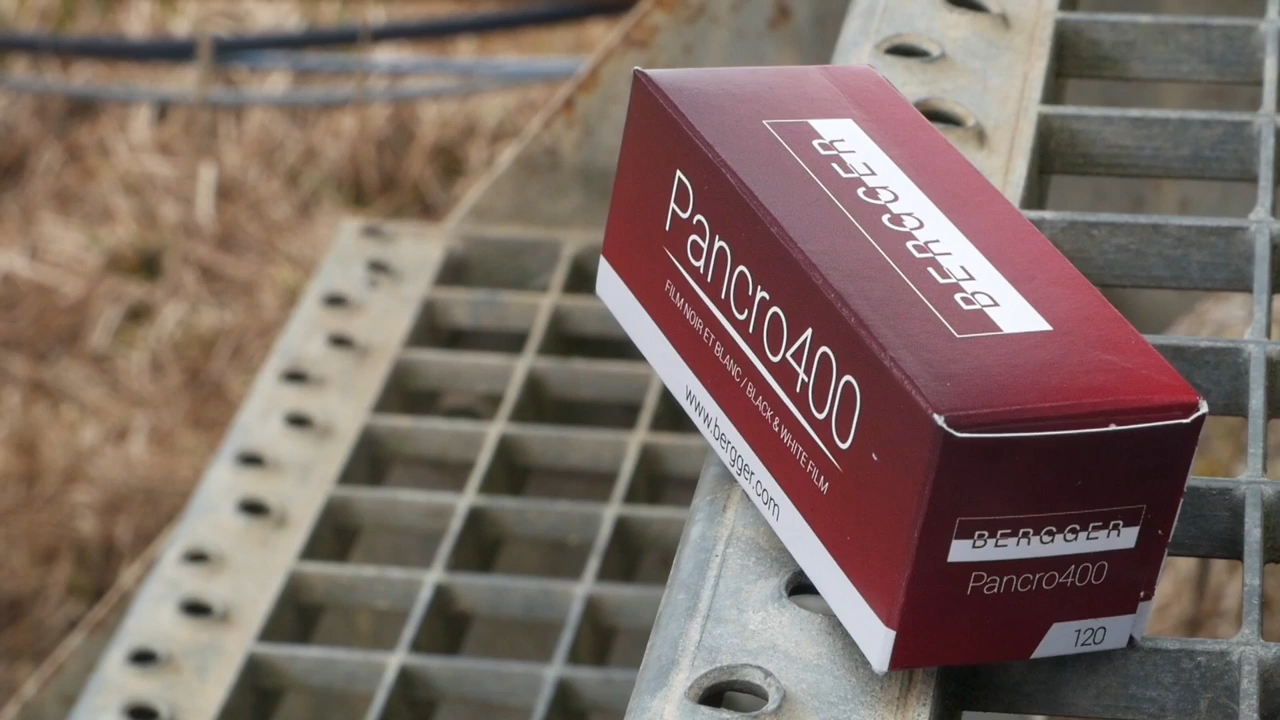 BERGGER
Pancro400
FILM NOIR ET BLANC / BLACK & WHITE FILM
www.bergger.com
BERGGER
Pancro400
120